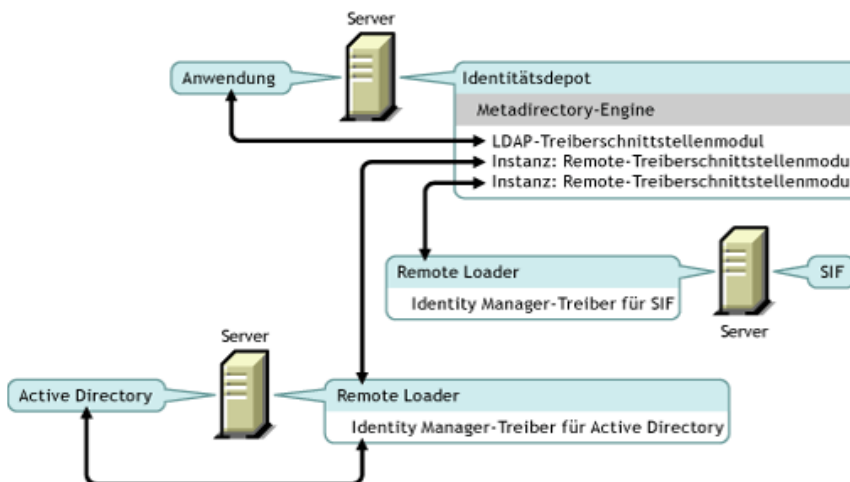 Server
Anwendung
Identitätsdepot
Metadirectory-Engine
LDAP-Treiberschnittstellenmodul
Instanz: Remote-Treiberschnittstellenmodu
Instanz: Remote-Treiberschnittstellenmodu
Remote Loader
SIF
Identity Manager-Treiber für SIF
Server
Server
Active Directory
Remote Loader
Identity Manager-Treiber für Active Directory